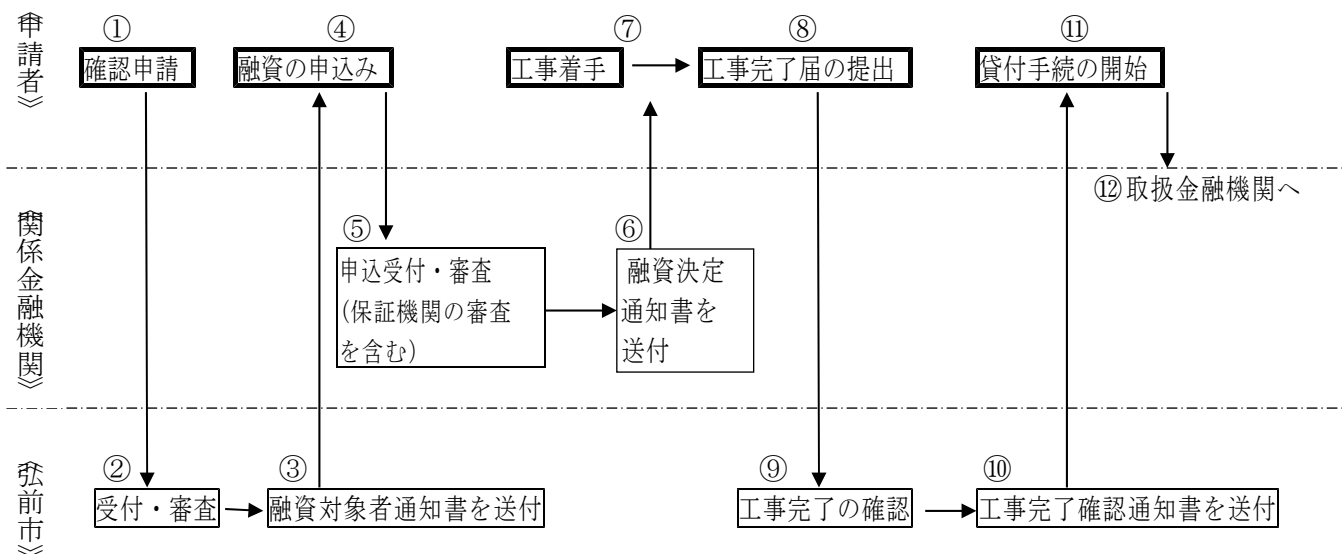 《申請者》
①
確認申請
④
融資の申込み
⑦
工事着手
⑧
工事完了届の提出
⑪
貸付手続の開始
⑫取扱金融機関へ
《関係金融機関》
⑤
申込受付・審査
(保証機関の審査
を含む)
⑥
融資決定
通知書を
送付
《弘前市》
②
受付・審査
③
融資対象者通知書を送付
⑨
工事完了の確認
⑩
工事完了確認通知書を送付